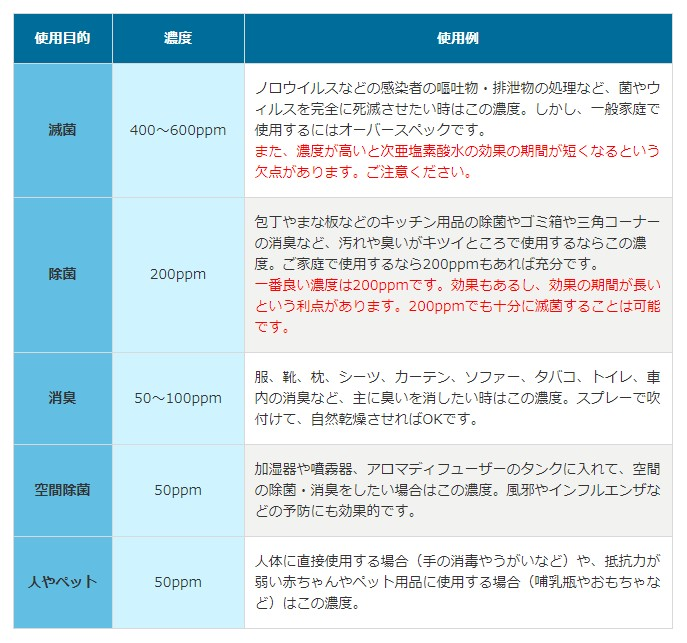 使用目的 濃度 使用例
滅菌 400～600ppm
ノロウイルスなどの感染者の嘔吐物・排泄物の処理など、菌やウ
ィルスを完全に死滅させたい時はこの濃度。しかし、一般家庭で
使用するにはオーバースペックです。
また、濃度が高いと次亜塩素酸水の効果の期間が短くなるという
欠点があります。ご注意ください。
除菌 200ppm
包丁やまな板などのキッチン用品の除菌やゴミ箱や三角コーナー
の消臭など、汚れや臭いがキツイところで使用するならこの濃
度。ご家庭で使用するなら200ppmもあれば充分です。
一番良い濃度は200ppmです。効果もあるし、効果の期間が長い
という利点があります。200ppmでも十分に滅菌することは可能
です。
消臭 50～100ppm
服、靴、枕、シーツ、カーテン、ソファー、タバコ、トイレ、車
内の消臭など、主に臭いを消したい時はこの濃度。スプレーで吹
付けて、自然乾燥させればOKです。
空間除菌 50ppm
加湿器や噴霧器、アロマディフューザーのタンクに入れて、空間
の除菌・消臭をしたい場合はこの濃度。風邪やインフルエンザな
どの予防にも効果的です。
人やペット 50ppm
人体に直接使用する場合（手の消毒やうがいなど）や、抵抗力が
弱い赤ちゃんやペット用品に使用する場合（哺乳瓶やおもちゃな
ど）はこの濃度。